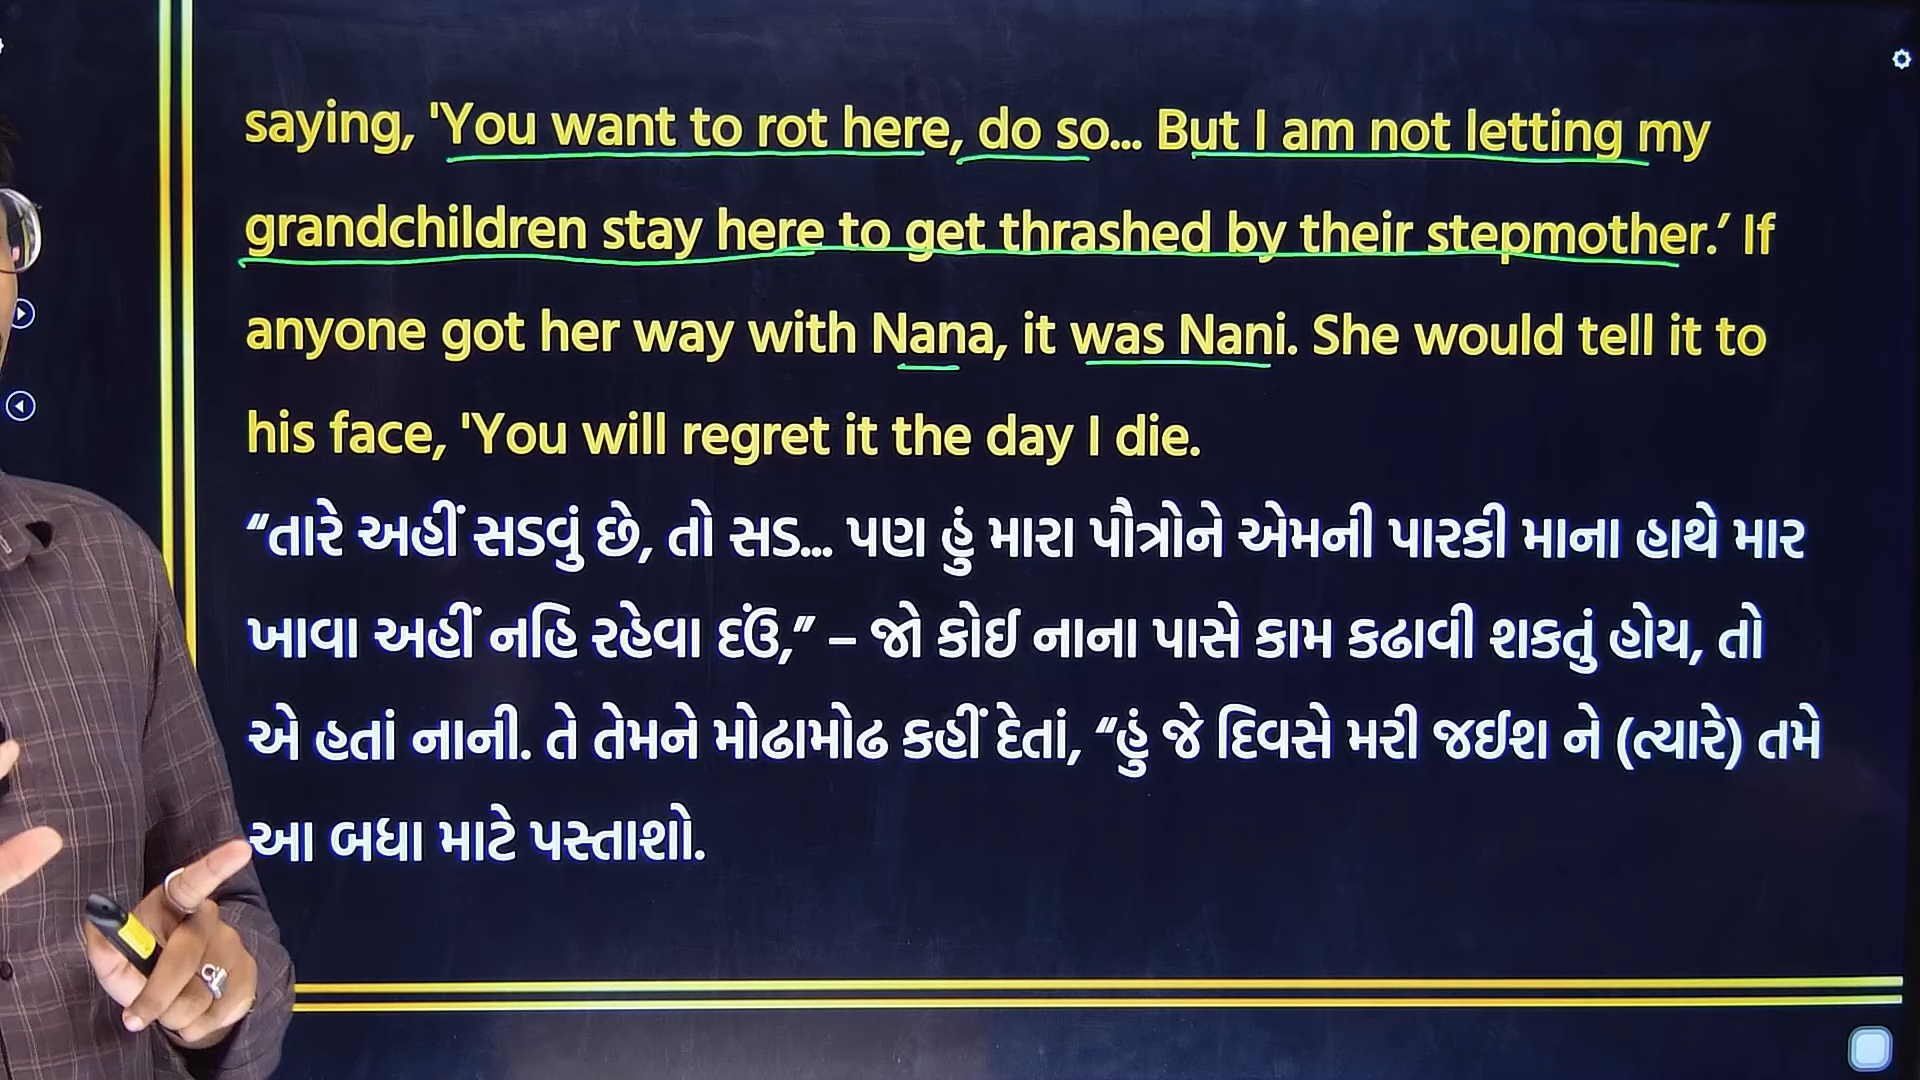 saying, 'You want to rot here, do so... But I am not letting my
grandchildren stay here to get thrashed by their stepmother.’ If
anyone got her way with Nana, it was Nani. She would tell it to
his face, 'You will regret it the day I die.
“તારે અહીં સડવું છે, તો સડ... પણ હું મારા પૌત્રોને એમની પારકી માના હાથે માર
ખાવા અહીં નહિ રહેવા દઉં,” – જો કોઈ નાના પાસે કામ કઢાવી શકતું હોય, તો
એ હતાં નાની. તે તેમને મોઢામોઢ કહીં દેતાં, “હું જે દિવસે મરી જઈશ ને (ત્યારે) તમે
આ બધા માટે પસ્તાશો.